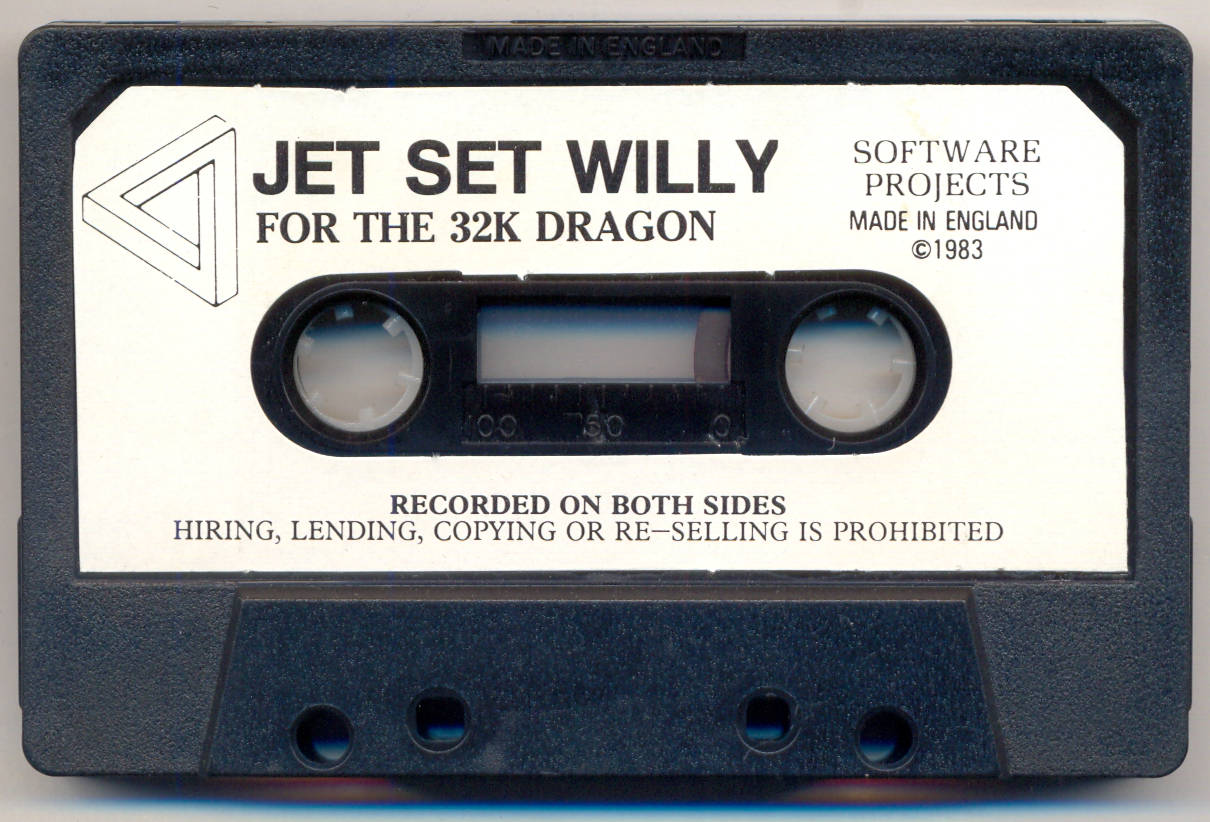 MADE IN ENGLAND
JET SET WILLY
FOR THE 32K DRAGON
SOFTWARE
PROJECTS
MADE IN ENGLAND
©1983
100 50 0
RECORDED ON BOTH SIDES
HIRING, LENDING, COPYING OR RE—SELLING IS PROHIBITED